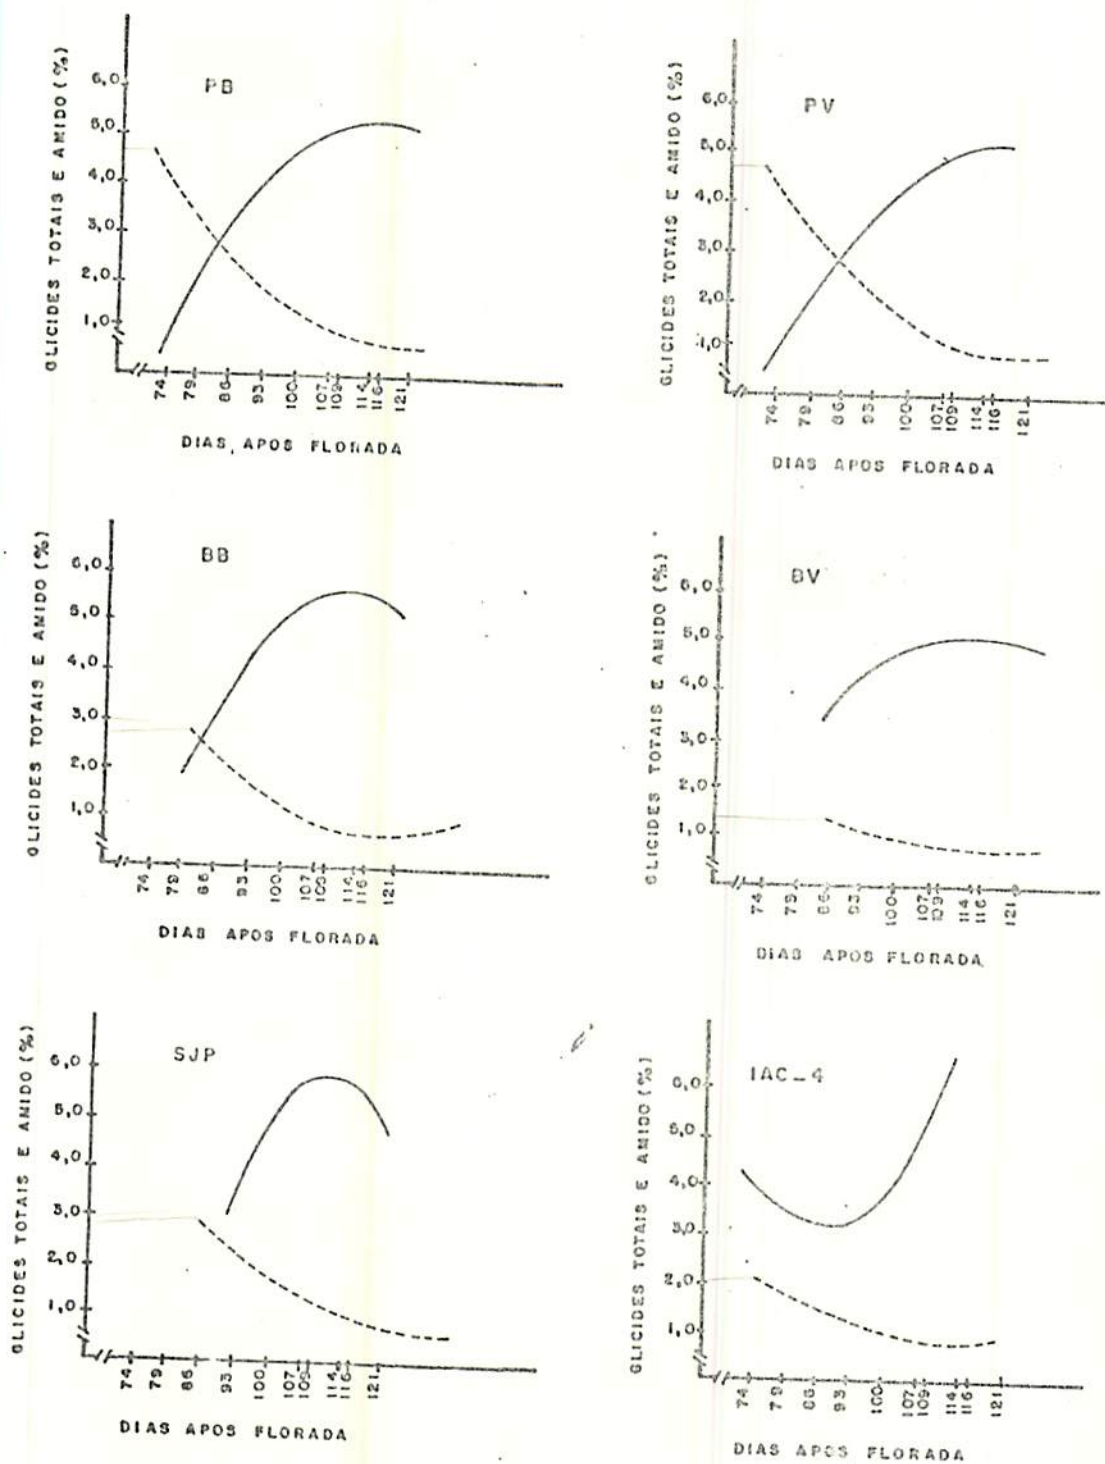 PB
GLICIDES TOTAIS E AMIDO (%)
6,0
5,0
4,0
3,0
2,0
1,0
74 79 86 93 100 107 109 114 116 121
DIAS, APOS FLORADA
PV
GLICIDES TOTAIS E AMIDO (%)
6,0
5,0
4,0
3,0
2,0
1,0
74 79 86 93 100 107 109 114 116 121
DIAS APOS FLORADA
BB
GLICIDES TOTAIS E AMIDO (%)
6,0
5,0
4,0
3,0
2,0
1,0
74 79 86 93 100 107 109 114 116 121
DIAS APOS FLORADA
BV
GLICIDES TOTAIS E AMIDO (%)
6,0
5,0
4,0
3,0
2,0
1,0
74 79 86 93 100 107 109 114 116 121
DIAS APOS FLORADA
SJP
GLICIDES TOTAIS E AMIDO (%)
6,0
5,0
4,0
3,0
2,0
1,0
74 79 86 93 100 107 109 114 116 121
DIAS APOS FLORADA
IAC-4
GLICIDES TOTAIS E AMIDO (%)
6,0
5,0
4,0
3,0
2,0
1,0
74 79 86 93 100 107 109 114 116 121
DIAS APOS FLORADA